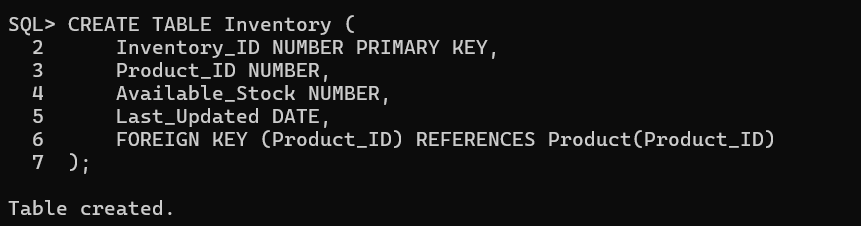 SQL> CREATE TABLE Inventory (
  2      Inventory_ID NUMBER PRIMARY KEY,
  3      Product_ID NUMBER,
  4      Available_Stock NUMBER,
  5      Last_Updated DATE,
  6      FOREIGN KEY (Product_ID) REFERENCES Product(Product_ID)
  7  );
Table created.